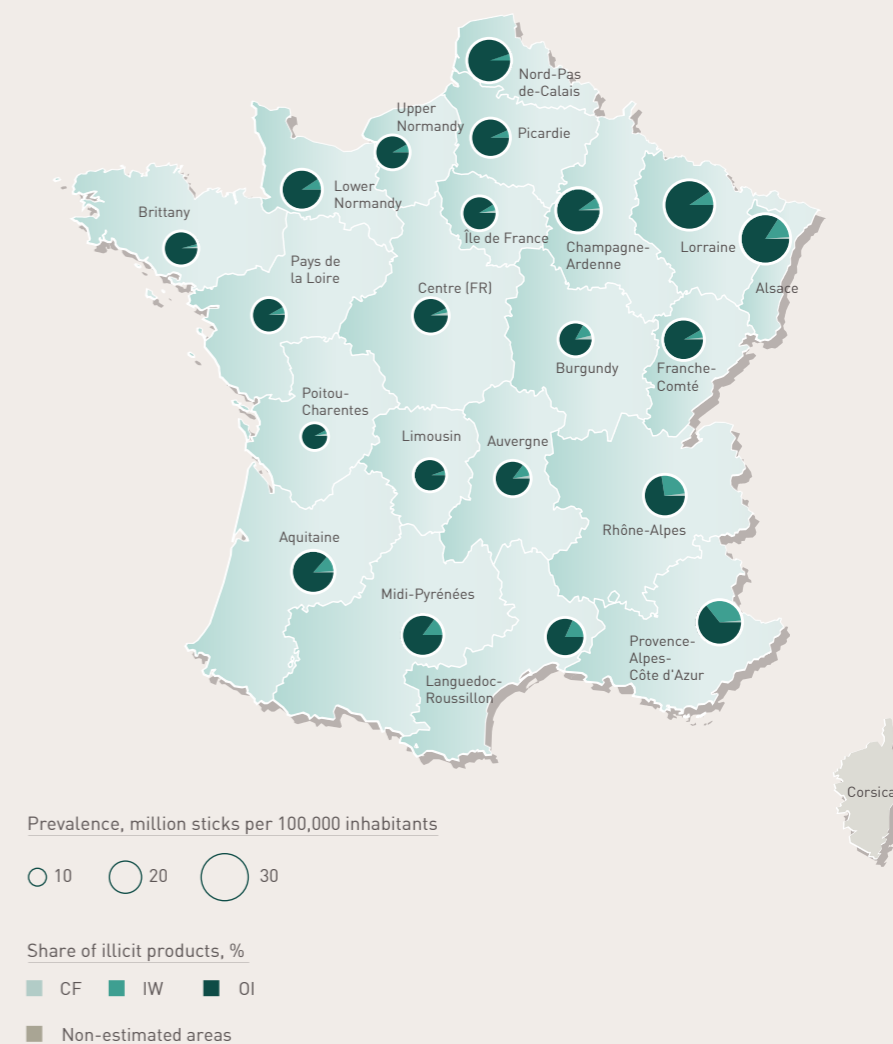 Nord-Pas
de-Calais
Upper
Normandy
Picardie
Lower
Normandy
Brittany
Île de France
Champagne-
Ardenne
Lorraine
Alsace
Pays de
la Loire
Centre (FR)
Burgundy
Franche-
Comté
Poitou-
Charentes
Limousin
Auvergne
Rhône-Alpes
Aquitaine
Midi-Pyrénées
Provence-
Alpes-
Côte d'Azur
Languedoc-
Roussillon
Corsica
Prevalence, million sticks per 100,000 inhabitants
10 20 30
Share of illicit products, %
CF IW OI
Non-estimated areas